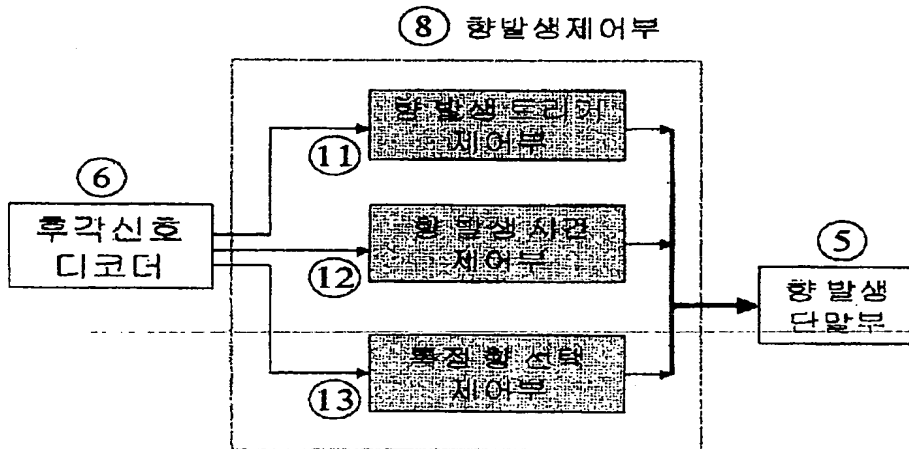 ⑧ 향발생제어부
향 발생 트리거
제어부
⑪
⑥
후각신호
디코더
향 발생 시간
제어부
⑫
⑤
향 발생
단말부
특정 향 선택
제어부
⑬